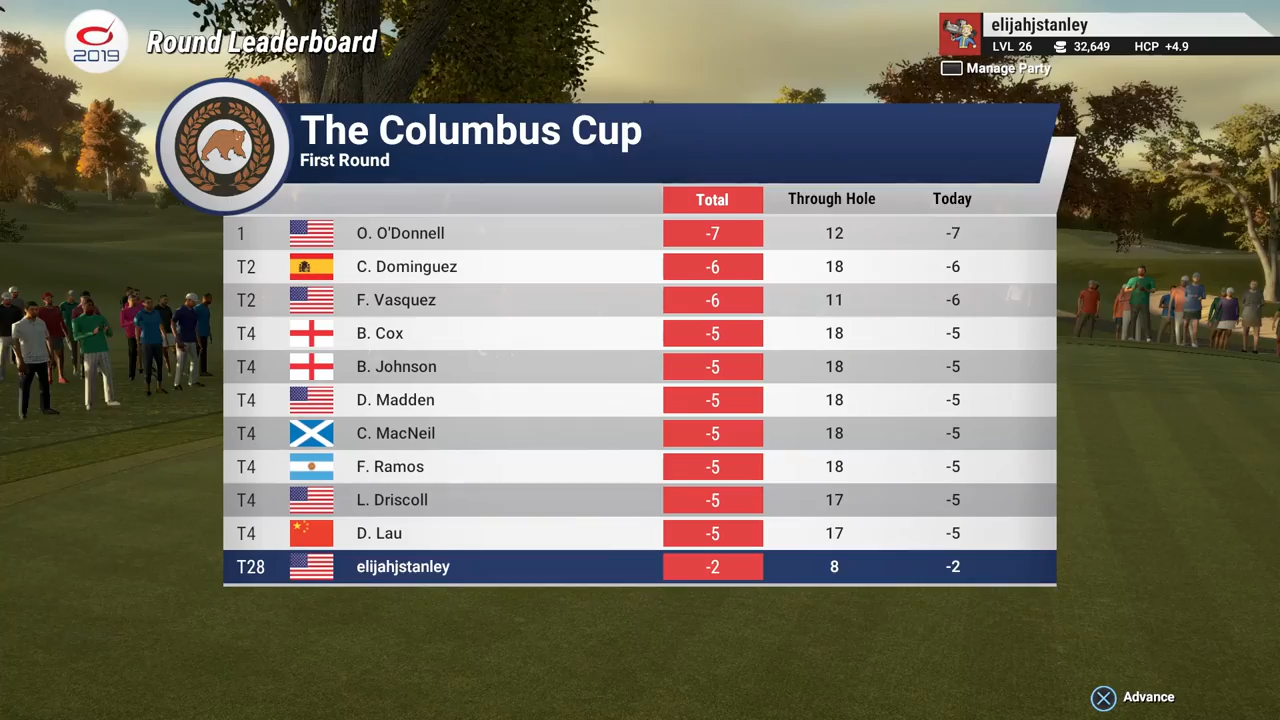 2019
Round Leaderboard
elijahjstanley
LVL 26 32,649 HCP +4.9
Manage Party
The Columbus Cup
First Round
Total Through Hole Today
1 O. O'Donnell -7 12 -7
T2 C. Dominguez -6 18 -6
T2 F. Vasquez -6 11 -6
T4 B. Cox -5 18 -5
T4 B. Johnson -5 18 -5
T4 D. Madden -5 18 -5
T4 C. MacNeil -5 18 -5
T4 F. Ramos -5 18 -5
T4 L. Driscoll -5 17 -5
T4 D. Lau -5 17 -5
T28 elijahjstanley -2 8 -2
Advance